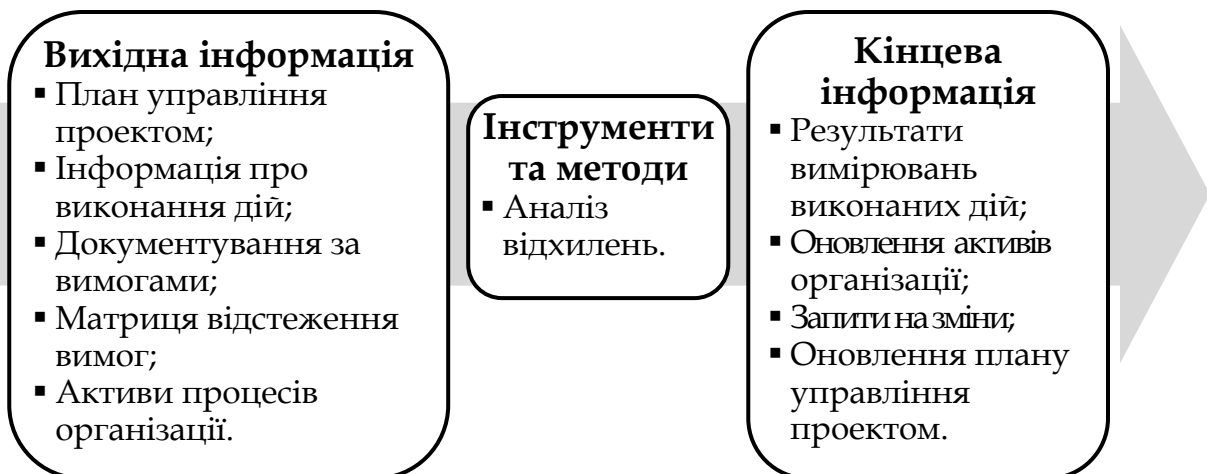 Вихідна інформація
▪ План управління
проектом;
▪ Інформація про
виконання дій;
▪ Документування за
вимогами;
▪ Матриця відстеження
вимог;
▪ Активи процесів
організації.
Інструменти
та методи
▪ Аналіз
відхилень.
Кінцева
інформація
▪ Результати
вимірювань
виконаних дій;
▪ Оновлення активів
організації;
▪ Запити на зміни;
▪ Оновлення плану
управління
проектом.